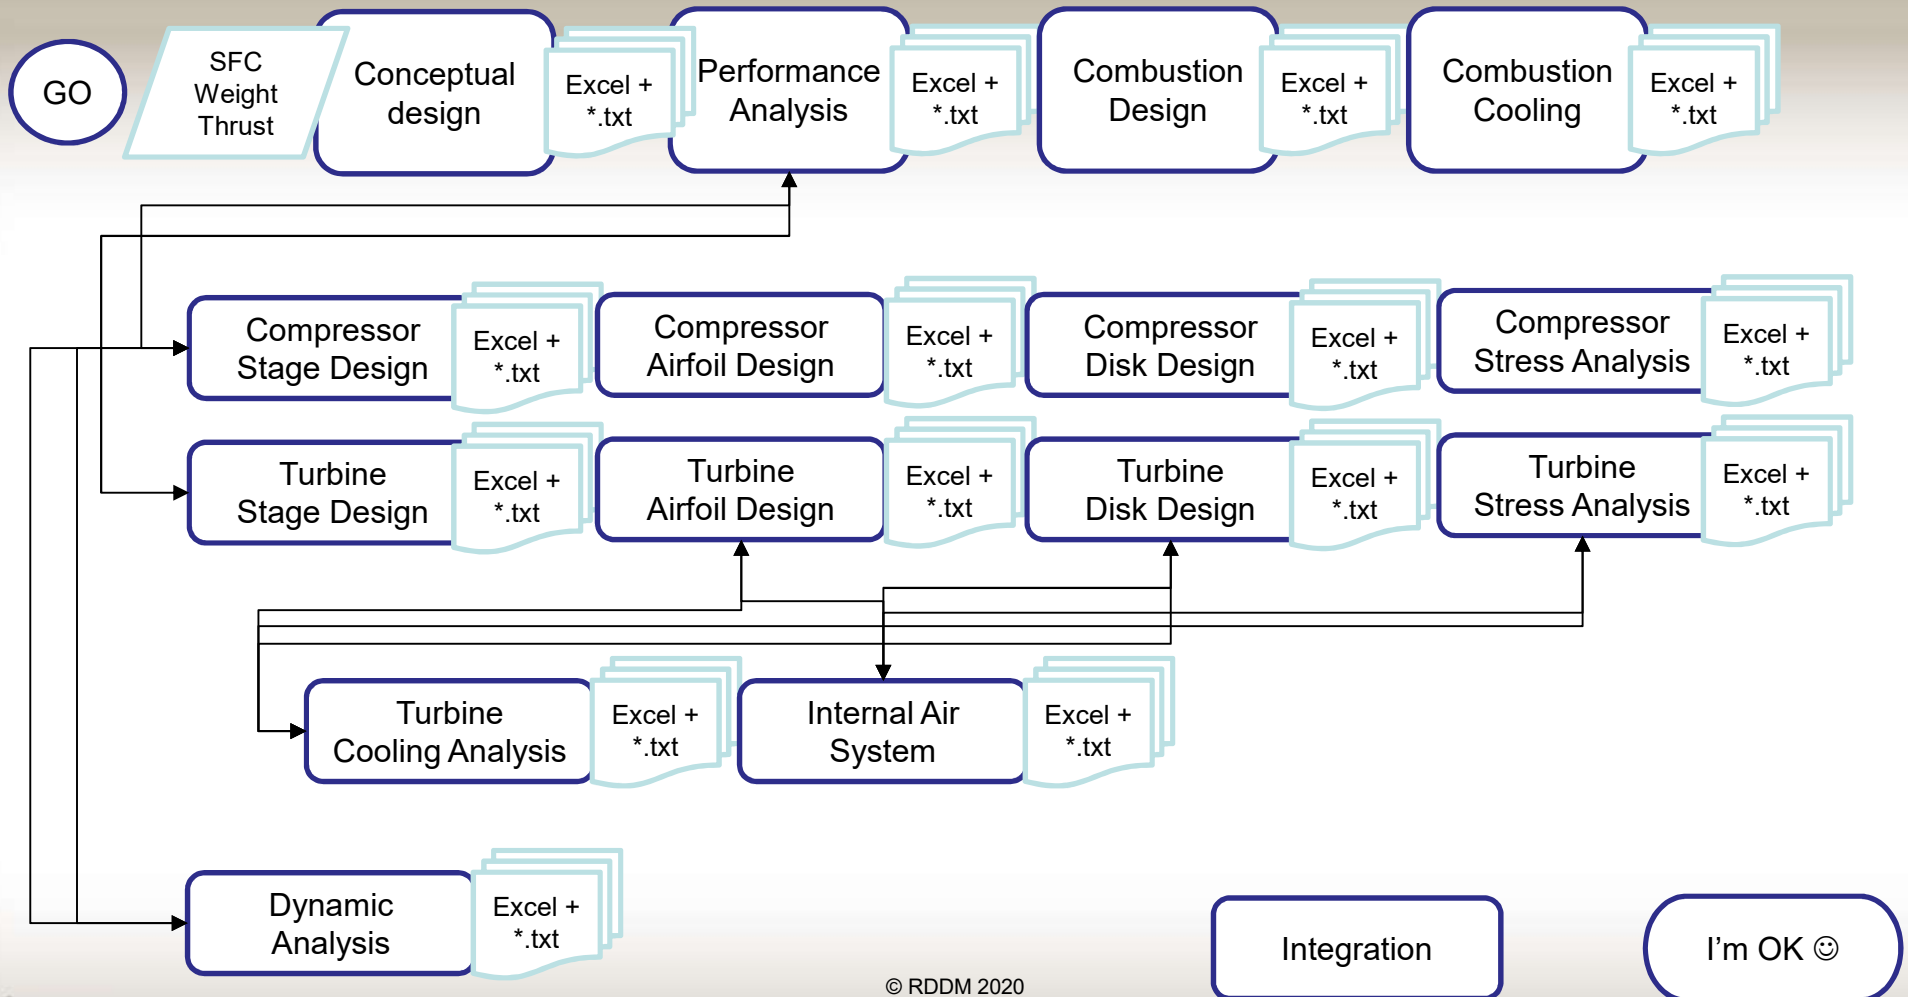 GO
SFC
Weight
Thrust
Conceptual
design
Excel +
*.txt
Performance
Analysis
Excel +
*.txt
Combustion
Design
Excel +
*.txt
Combustion
Cooling
Excel +
*.txt
Compressor
Stage Design
Excel +
*.txt
Compressor
Airfoil Design
Excel +
*.txt
Compressor
Disk Design
Excel +
*.txt
Compressor
Stress Analysis
Excel +
*.txt
Turbine
Stage Design
Excel +
*.txt
Turbine
Airfoil Design
Excel +
*.txt
Turbine
Disk Design
Excel +
*.txt
Turbine
Stress Analysis
Excel +
*.txt
Turbine
Cooling Analysis
Excel +
*.txt
Internal Air
System
Excel +
*.txt
Dynamic
Analysis
Excel +
*.txt
Integration
I’m OK ☺
© RDDM 2020